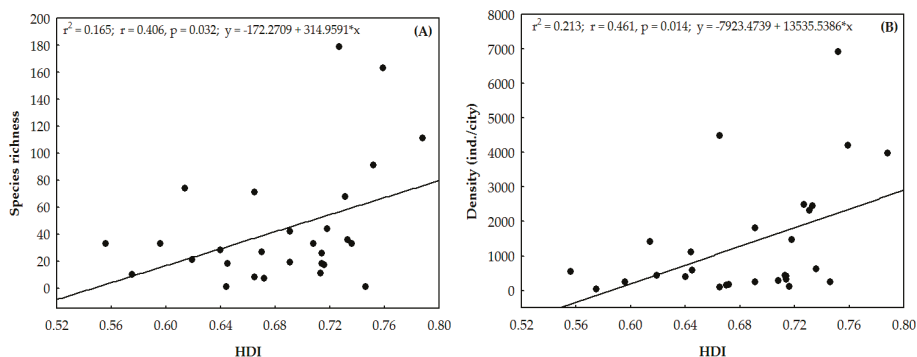 r² = 0.165; r = 0.406, p = 0.032; y = -172.2709 + 314.9591*x
(A)
Species richness
200
180
160
140
120
100
80
60
40
20
0
0.52 0.56 0.60 0.64 0.68 0.72 0.76 0.80
HDI
r² = 0.213; r = 0.461, p = 0.014; y = -7923.4739 + 13535.5386*x
(B)
Density (ind./city)
8000
7000
6000
5000
4000
3000
2000
1000
0
0.52 0.56 0.60 0.64 0.68 0.72 0.76 0.80
HDI